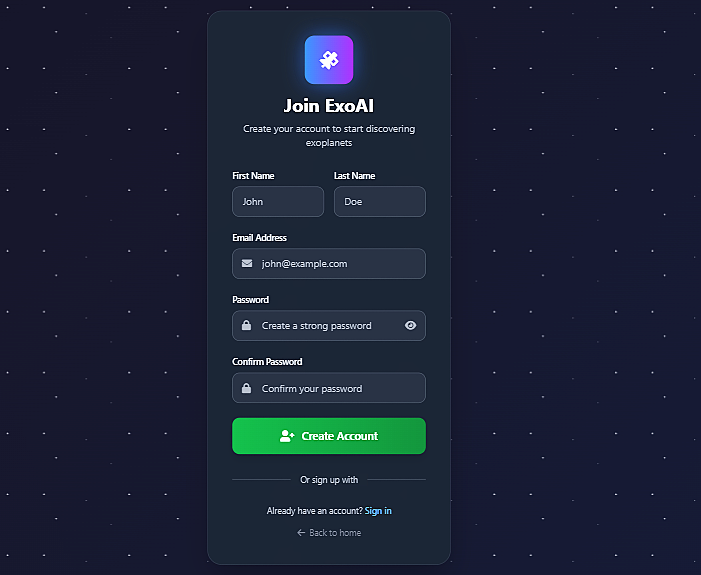 Join ExoAI
Create your account to start discovering
exoplanets
First Name Last Name
John Doe
Email Address
john@example.com
Password
Create a strong password
Confirm Password
Confirm your password
Create Account
Or sign up with
Already have an account? Sign in
Back to home